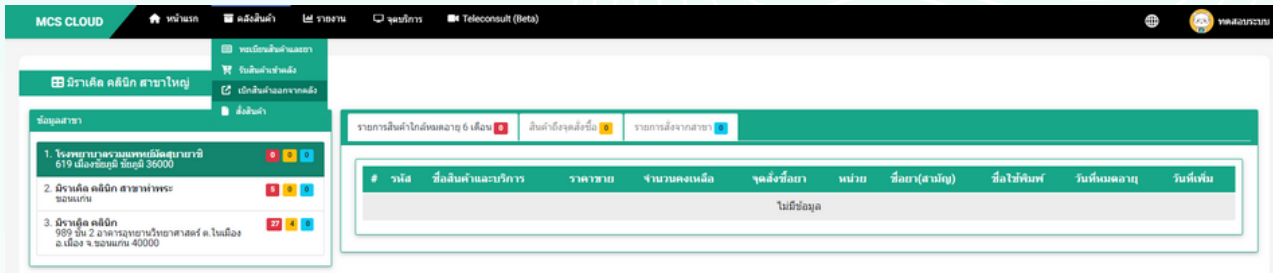 MCS CLOUD
หน้าแรก
คลังสินค้า
รายงาน
จุดบริการ
Teleconsult (Beta)
ทดสอบระบบ
ทะเบียนสินค้าและยา
รับสินค้าเข้าคลัง
เบิกสินค้าออกจากคลัง
สั่งสินค้า
มิราเคิล คลินิก สาขาใหญ่
ข้อมูลสาขา
1. โรงพยาบาลรวมแพทย์มัดสุบายาชิ 0 0 0
619 เมืองชัยภูมิ ชัยภูมิ 36000
2. มิราเคิล คลินิก สาขาท่าพระ 5 0 0
ขอนแก่น
3. มิราเคิล คลินิก 27 4 0
989 ชั้น 2 อาคารอุทยานวิทยาศาสตร์ ต.ในเมือง
อ.เมือง จ.ขอนแก่น 40000
รายการสินค้าใกล้หมดอายุ 6 เดือน 0
สินค้าถึงจุดสั่งซื้อ 0
รายการสั่งจากสาขา 0
# รหัส ชื่อสินค้าและบริการ ราคาขาย จำนวนคงเหลือ จุดสั่งซื้อยา หน่วย ชื่อยา(สามัญ) ชื่อใช้พิมพ์ วันที่หมดอายุ วันที่เพิ่ม
ไม่มีข้อมูล